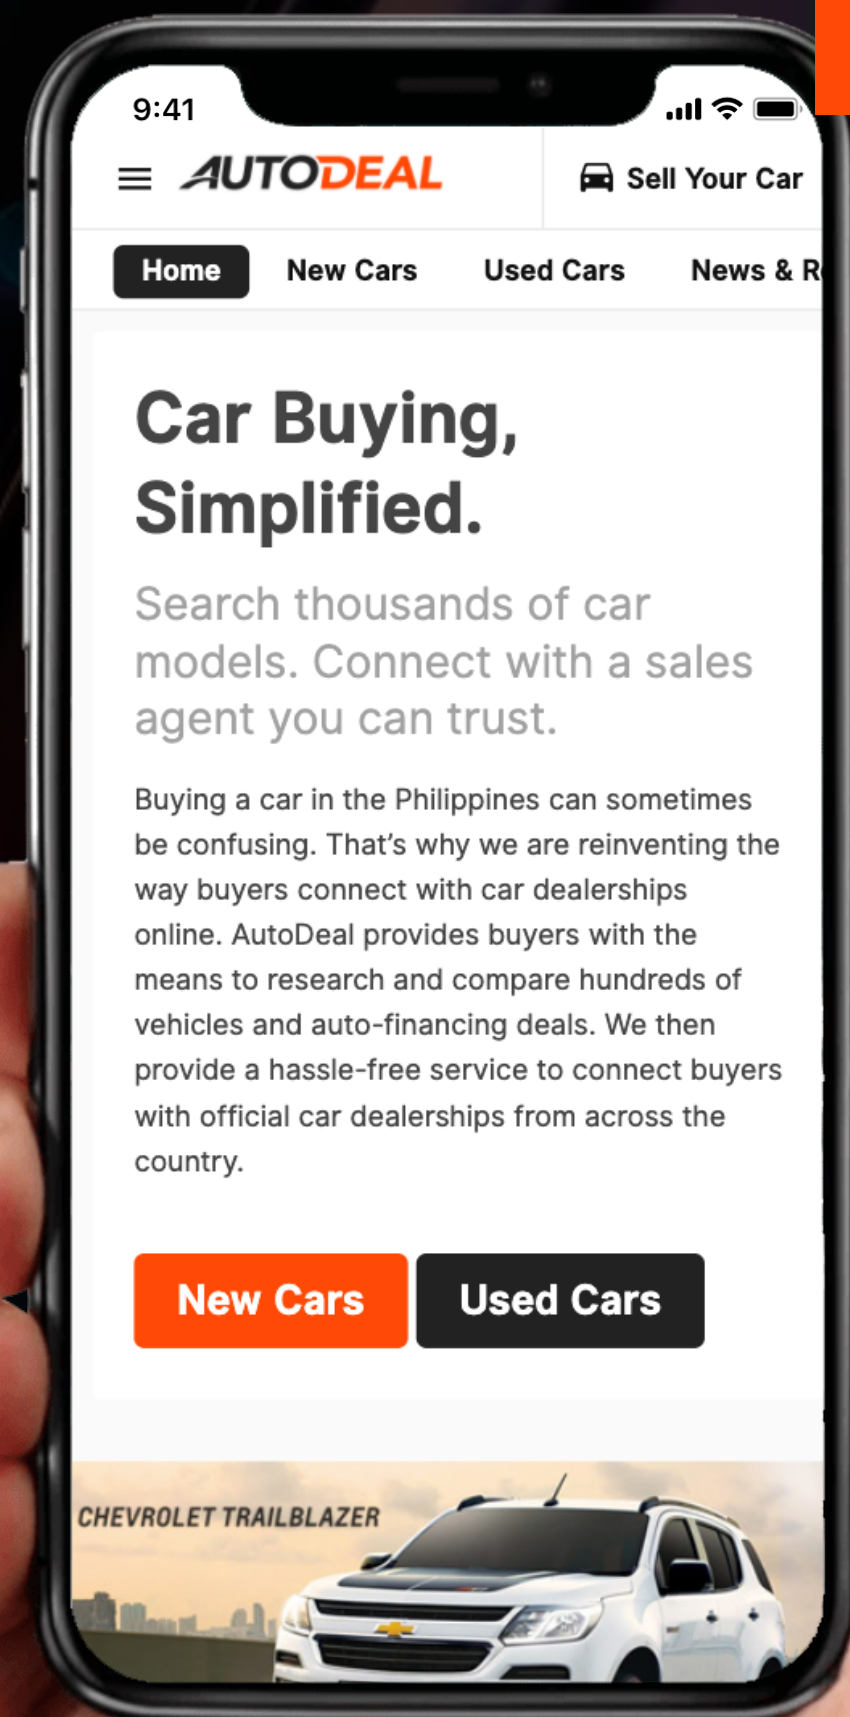 9:41
AUTODEAL
Sell Your Car
Home
New Cars
Used Cars
News &
Car Buying,
Simplified.
Search thousands of car
models. Connect with a sales
agent you can trust.
Buying a car in the Philippines can sometimes
be confusing. That’s why we are reinventing the
way buyers connect with car dealerships
online. AutoDeal provides buyers with the
means to research and compare hundreds of
vehicles and auto-financing deals. We then
provide a hassle-free service to connect buyers
with official car dealerships from across the
country.
New Cars
Used Cars
CHEVROLET TRAILBLAZER